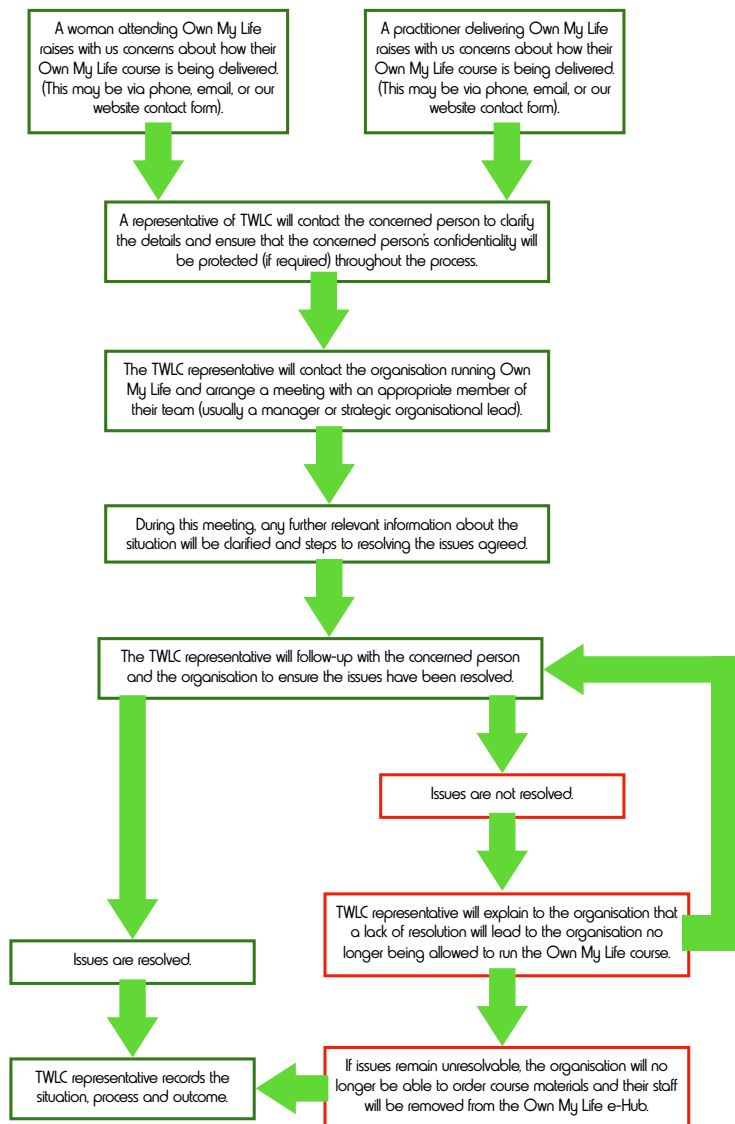 A woman attending Own My Life
raises with us concerns about how their
Own My Life course is being delivered.
(This may be via phone, email, or our
website contact form).
A practitioner delivering Own My Life
raises with us concerns about how their
Own My Life course is being delivered.
(This may be via phone, email, or our
website contact form).
A representative of TWLC will contact the concerned person to clarify
the details and ensure that the concerned person's confidentiality will
be protected (if required) throughout the process.
The TWLC representative will contact the organisation running Own
My Life and arrange a meeting with an appropriate member of
their team (usually a manager or strategic organisational lead).
During this meeting, any further relevant information about the
situation will be clarified and steps to resolving the issues agreed.
The TWLC representative will follow-up with the concerned person
and the organisation to ensure the issues have been resolved.
Issues are not resolved.
TWLC representative will explain to the organisation that
a lack of resolution will lead to the organisation no
longer being allowed to run the Own My Life course.
Issues are resolved.
If issues remain unresolvable, the organisation will no
longer be able to order course materials and their staff
will be removed from the Own My Life e-Hub.
TWLC representative records the
situation, process and outcome.